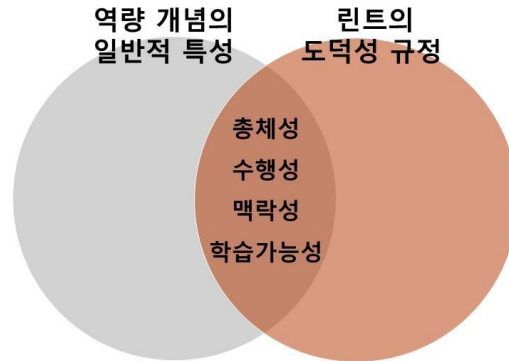 역량 개념의
일반적 특성
린트의
도덕성 규정
총체성
수행성
맥락성
학습가능성